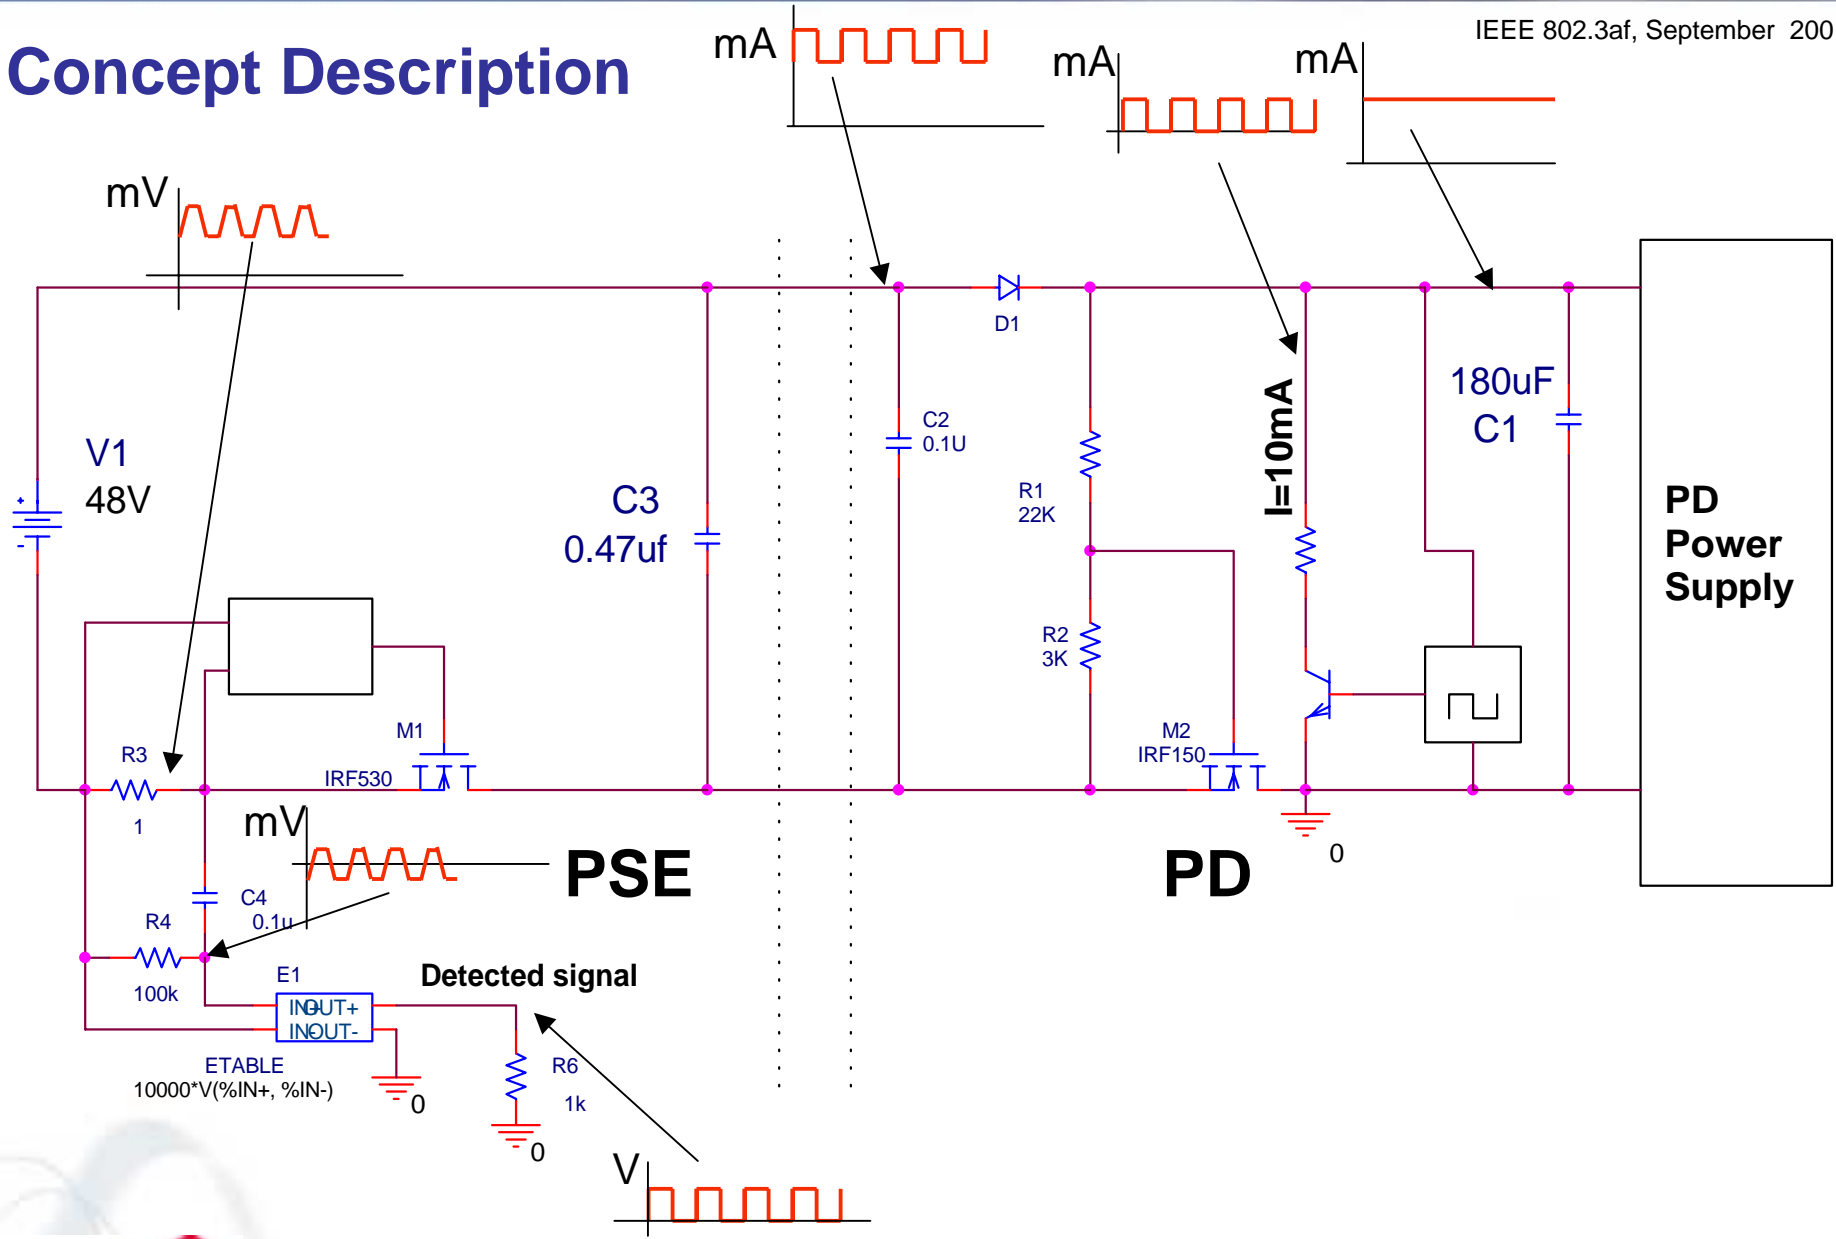 IEEE 802.3af, September 200
Concept Description
mA
mA
mA
mV
D1
V1
48V
C3
0.47uf
C2
0.1U
R1
22K
I=10mA
180uF
C1
PD
Power
Supply
R2
3K
R3
1
M1
IRF530
M2
IRF150
mV
PSE
PD
0
C4
0.1u
R4
100k
E1
Detected signal
IN+ OUT+
IN- OUT-
ETABLE
10000*V(%IN+, %IN-)
0
R6
1k
0
V